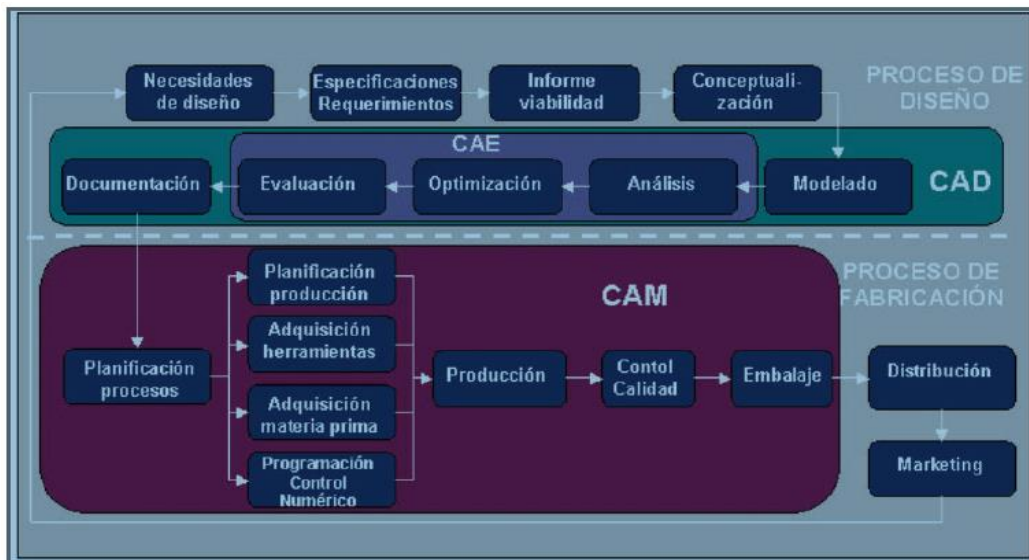 Necesidades
de diseño
Especificaciones
Requerimientos
Informe
viabilidad
Conceptuali-
zación
PROCESO DE
DISEÑO
CAE
Documentación
Evaluación
Optimización
Análisis
Modelado
CAD
Planificación
producción
CAM
PROCESO DE
FABRICACIÓN
Adquisición
herramientas
Planificación
procesos
Producción
Contol
Calidad
Embalaje
Distribución
Adquisición
materia prima
Programación
Control
Numérico
Marketing